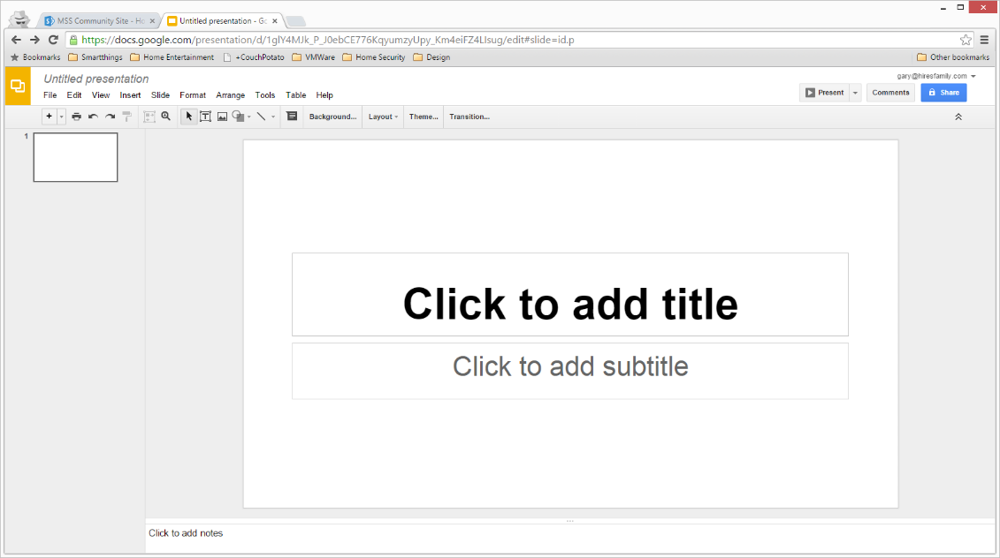 MSS Community Site - Ho
Untitled presentation - Go
https://docs.google.com/presentation/d/1glY4MJk_P_J0ebCE776KqyumzyUpy_Km4eiFZ4LIsug/edit#slide=id.p
Bookmarks Smartthings Home Entertainment +CouchPotato VMWare Home Security Design Other bookmarks
Untitled presentation
gary@hiresfamily.com
File Edit View Insert Slide Format Arrange Tools Table Help
Present Comments Share
Background... Layout Theme... Transition...
1
Click to add title
Click to add subtitle
Click to add notes